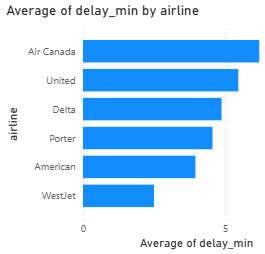 Average of delay_min by airline
airline
Air Canada
United
Delta
Porter
American
WestJet
0 5
Average of delay_min